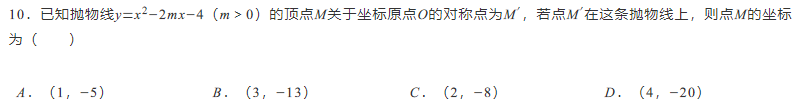 10．已知抛物线y=x²−2mx−4（m＞0）的顶点M关于坐标原点O的对称点为M′，若点M′在这条抛物线上，则点M的坐标
为（　　）
A．（1，−5）　　B．（3，−13）　　C．（2，−8）　　D．（4，−20）